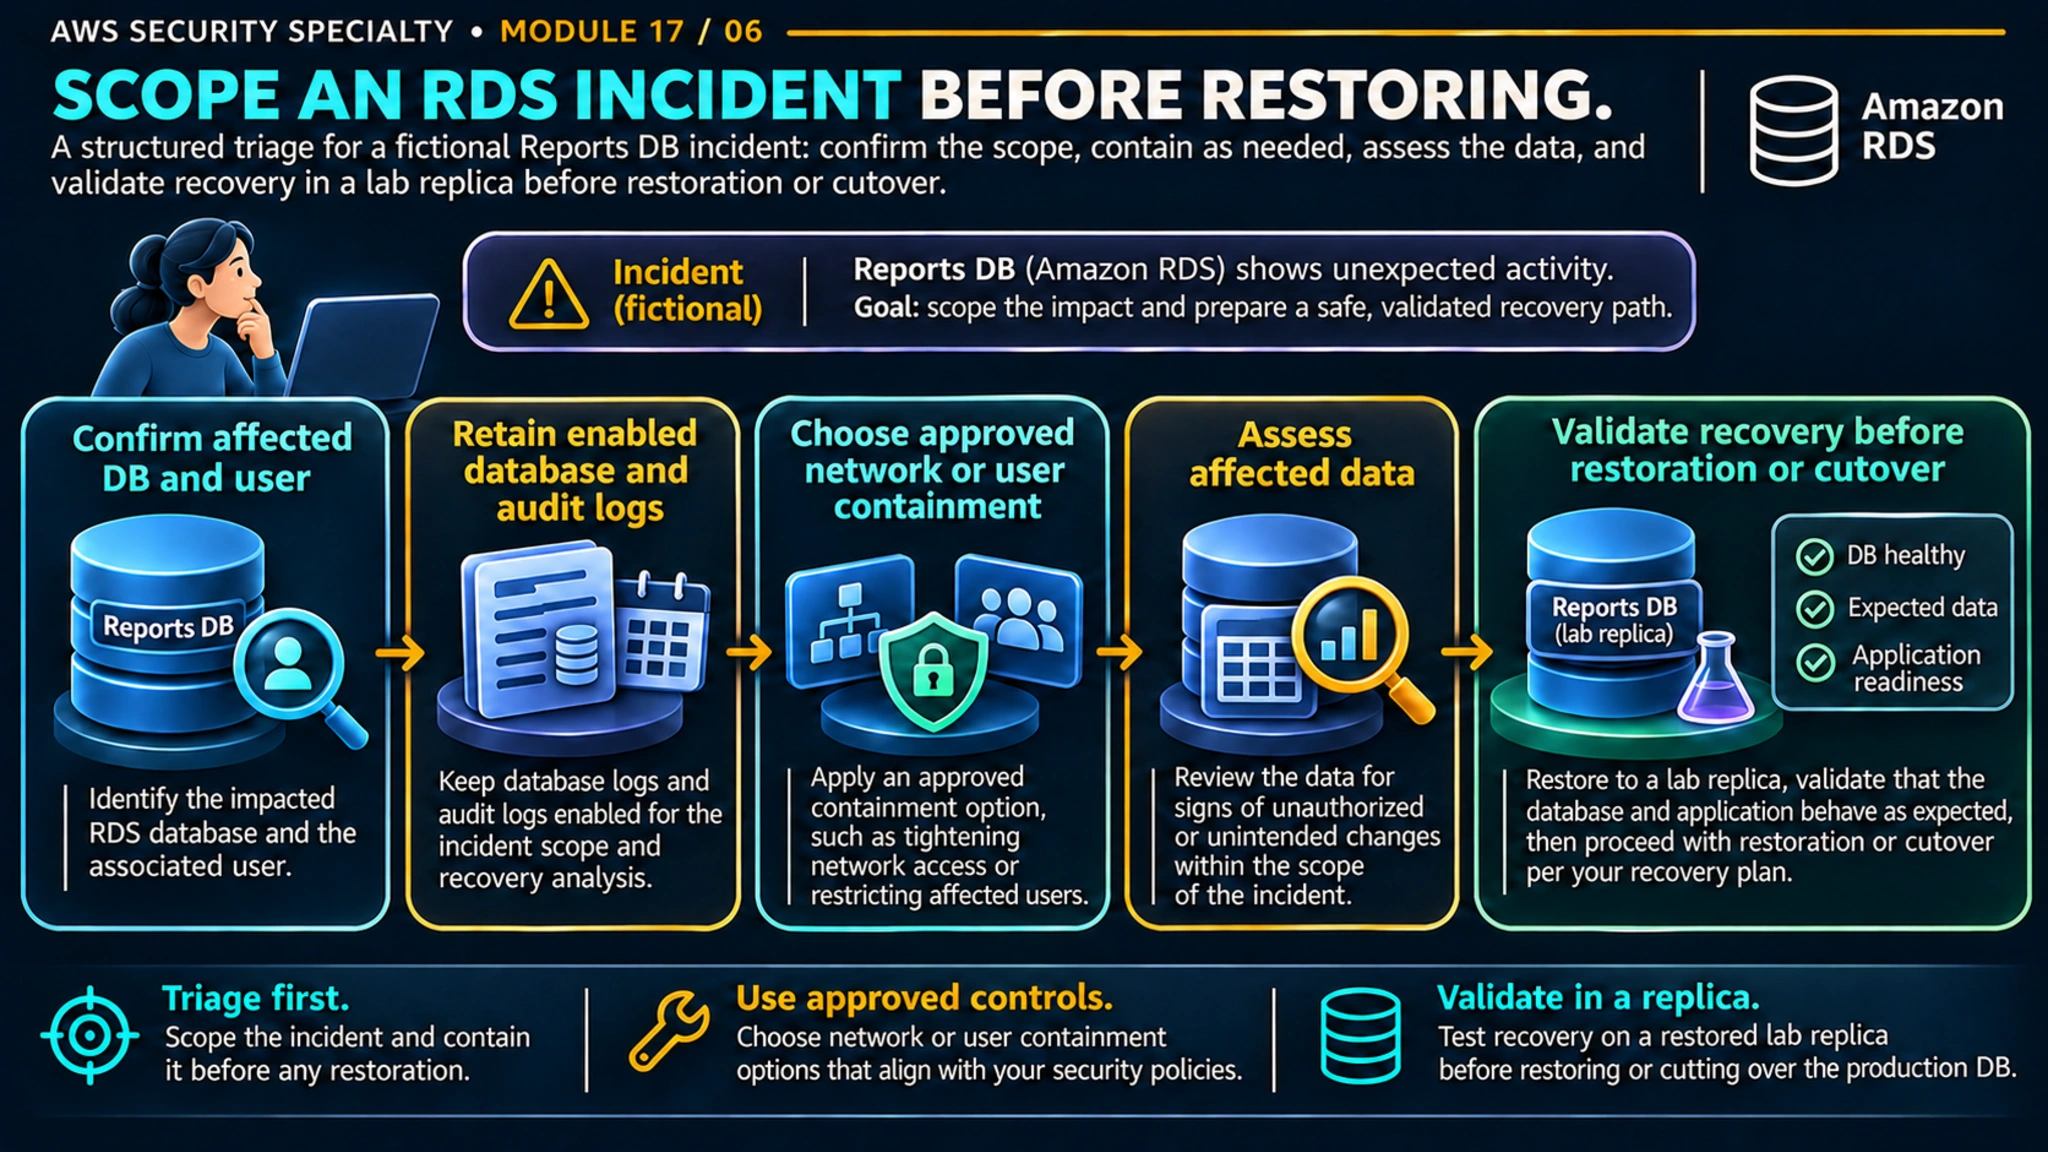 AWS SECURITY SPECIALTY • MODULE 17 / 06
SCOPE AN RDS INCIDENT BEFORE RESTORING.
A structured triage for a fictional Reports DB incident: confirm the scope, contain as needed, assess the data, and
validate recovery in a lab replica before restoration or cutover.
Amazon
RDS
Incident
(fictional)
Reports DB (Amazon RDS) shows unexpected activity.
Goal: scope the impact and prepare a safe, validated recovery path.
Confirm affected
DB and user
Reports DB
Identify the impacted
RDS database and the
associated user.
Retain enabled
database and
audit logs
Keep database logs and
audit logs enabled for the
incident scope and
recovery analysis.
Choose approved
network or user
containment
Apply an approved
containment option,
such as tightening
network access or
restricting affected users.
Assess
affected data
Review the data for
signs of unauthorized
or unintended changes
within the scope
of the incident.
Validate recovery before
restoration or cutover
Reports DB
(lab replica)
DB healthy
Expected data
Application
readiness
Restore to a lab replica, validate that the
database and application behave as expected,
then proceed with restoration or cutover
per your recovery plan.
Triage first.
Scope the incident and contain
it before any restoration.
Use approved controls.
Choose network or user containment
options that align with your security policies.
Validate in a replica.
Test recovery on a restored lab replica
before restoring or cutting over the production DB.